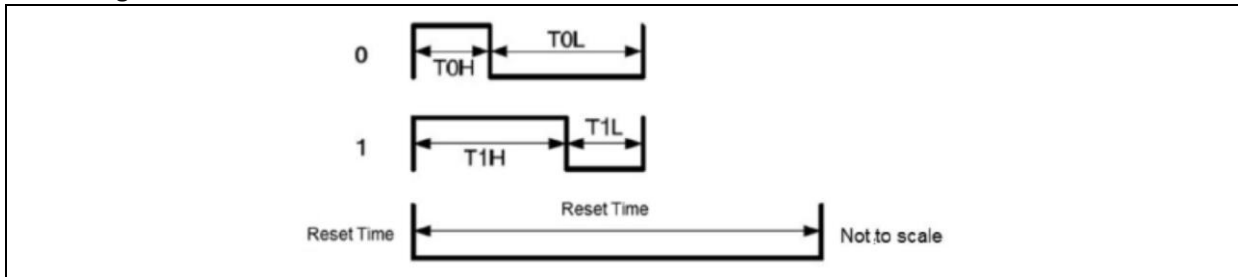 0
T0H
T0L
1
T1H
T1L
Reset Time
Reset Time
Not to scale